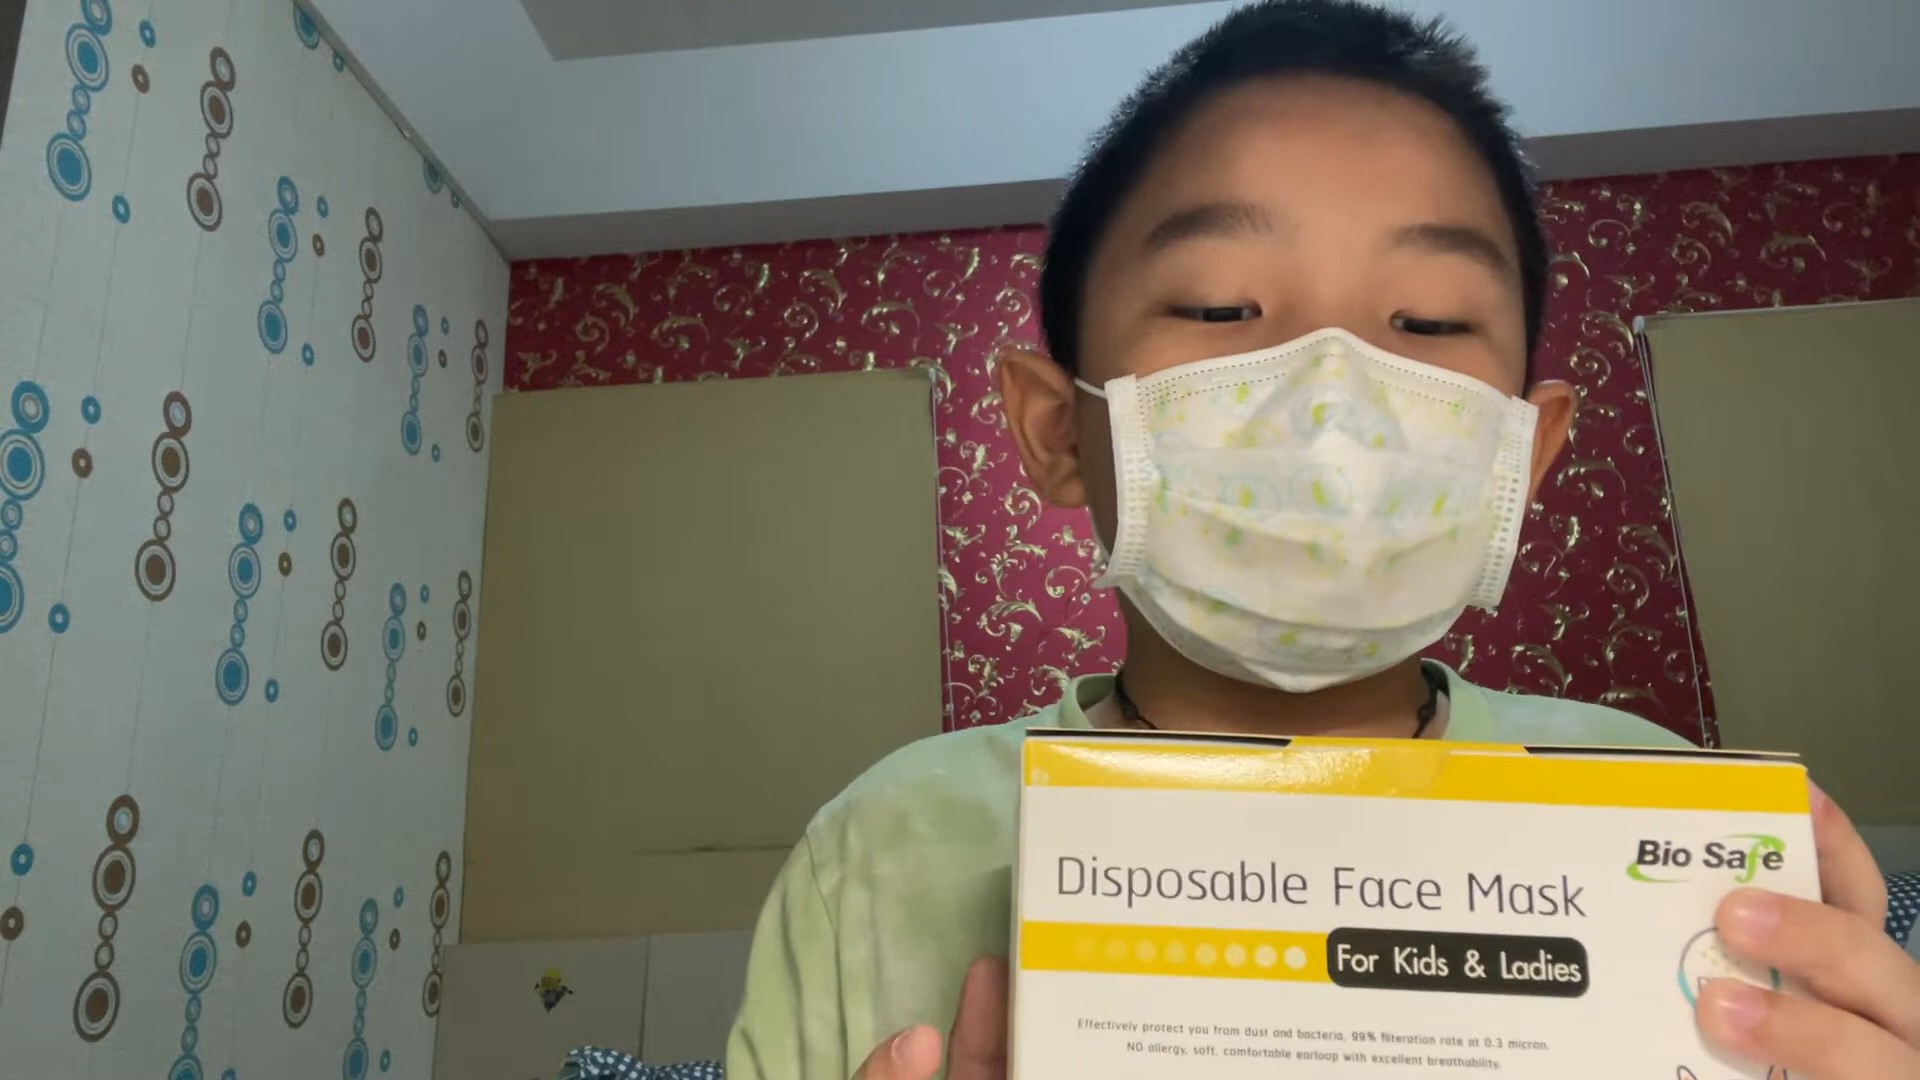 Bio Safe
Disposable Face Mask
For Kids & Ladies
Effectively protect you from dust and bacteria, 99% filteration rate at 0.3 micron.
NO allergy, soft, comfortable earloop with excellent breathability